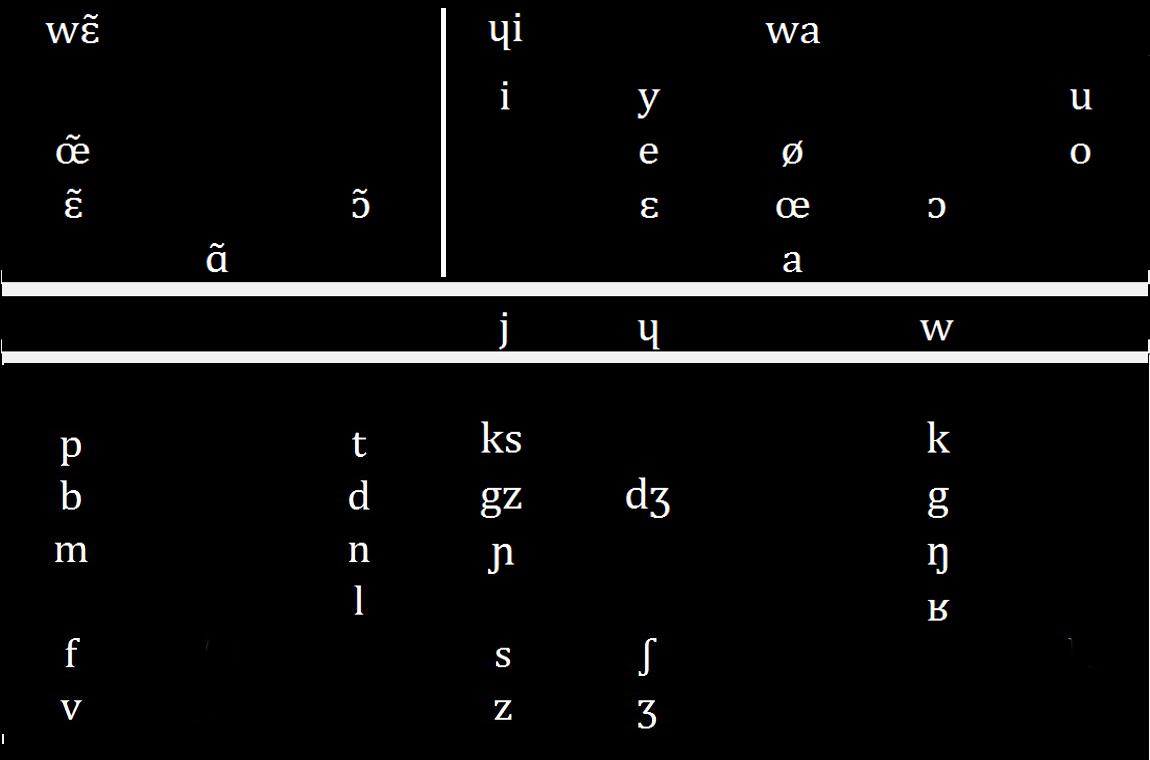 wɛ̃ ɥi wa
i y u
œ̃ e ø o
ɛ̃ ɔ̃ ɛ œ ɔ
ɑ̃ a
j ɥ w
p t ks k
b d gz dʒ g
m n ɲ ŋ
l ʁ
f s ʃ
v z ʒ